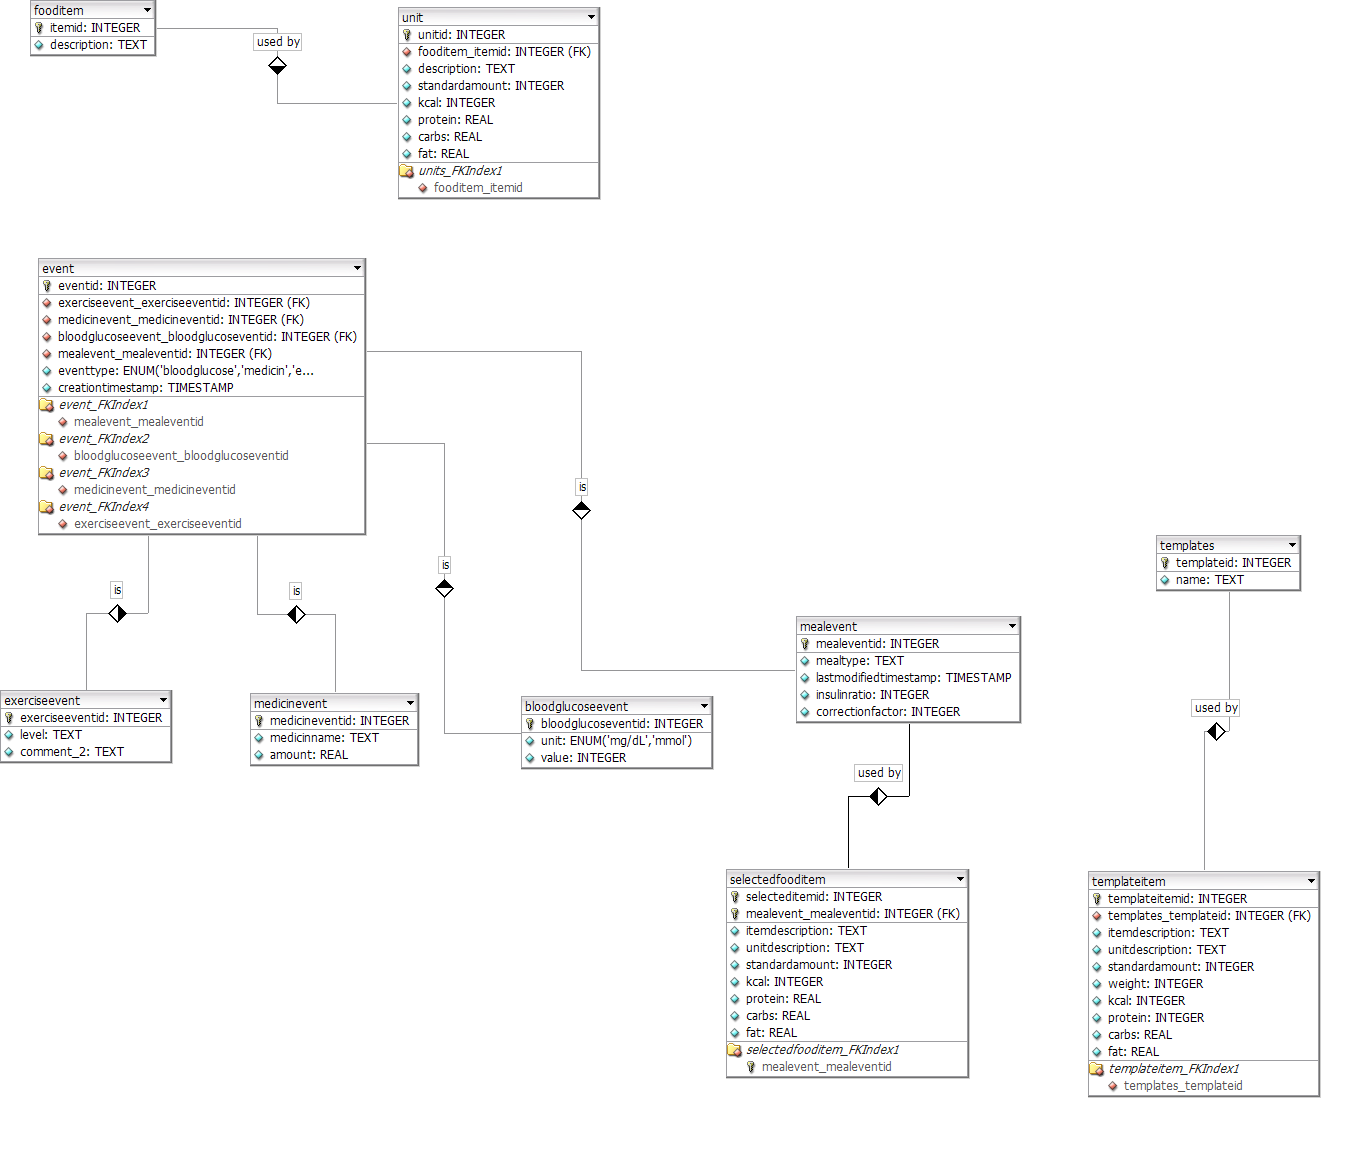 fooditem
itemid: INTEGER
description: TEXT
used by
unit
unitid: INTEGER
fooditem_itemid: INTEGER (FK)
description: TEXT
standardamount: INTEGER
kcal: INTEGER
protein: REAL
carbs: REAL
fat: REAL
units_FKIndex1
fooditem_itemid
event
eventid: INTEGER
exerciseevent_exerciseeventid: INTEGER (FK)
medicinevent_medicineventid: INTEGER (FK)
bloodglucoseevent_bloodglucoseventid: INTEGER (FK)
mealevent_mealeventid: INTEGER (FK)
eventtype: ENUM('bloodglucose','medicin','e...
creationtimestamp: TIMESTAMP
event_FKIndex1
mealevent_mealeventid
event_FKIndex2
bloodglucoseevent_bloodglucoseventid
event_FKIndex3
medicinevent_medicineventid
event_FKIndex4
exerciseevent_exerciseeventid
is
is
is
is
exerciseevent
exerciseeventid: INTEGER
level: TEXT
comment_2: TEXT
medicinevent
medicineventid: INTEGER
medicinname: TEXT
amount: REAL
bloodglucoseevent
bloodglucoseventid: INTEGER
unit: ENUM('mg/dL','mmol')
value: INTEGER
mealevent
mealeventid: INTEGER
mealtype: TEXT
lastmodifiedtimestamp: TIMESTAMP
insulinratio: INTEGER
correctionfactor: INTEGER
used by
selectedfooditem
selecteditemid: INTEGER
mealevent_mealeventid: INTEGER (FK)
itemdescription: TEXT
unitdescription: TEXT
standardamount: INTEGER
kcal: INTEGER
protein: REAL
carbs: REAL
fat: REAL
selectedfooditem_FKIndex1
mealevent_mealeventid
templates
templateid: INTEGER
name: TEXT
used by
templateitem
templateitemid: INTEGER
templates_templateid: INTEGER (FK)
itemdescription: TEXT
unitdescription: TEXT
standardamount: INTEGER
weight: INTEGER
kcal: INTEGER
protein: INTEGER
carbs: REAL
fat: REAL
templateitem_FKIndex1
templates_templateid